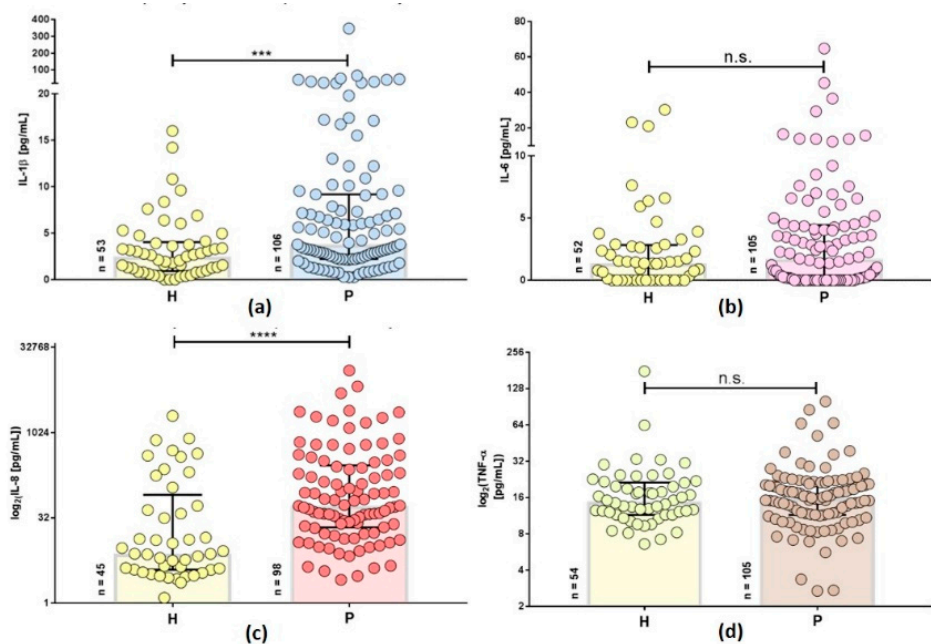 400
300
200
100
20
15
10
5
0
IL-1β [pg/mL]
***
n = 53
n = 106
H
P
(a)
80
60
40
20
10
5
0
IL-6 [pg/mL]
n.s.
n = 52
n = 105
H
P
(b)
32768
1024
32
1
log₂(IL-8 [pg/mL])
****
n = 45
n = 98
H
P
(c)
256
128
64
32
16
8
4
2
log₂(TNF-α
[pg/mL])
n.s.
n = 54
n = 105
H
P
(d)